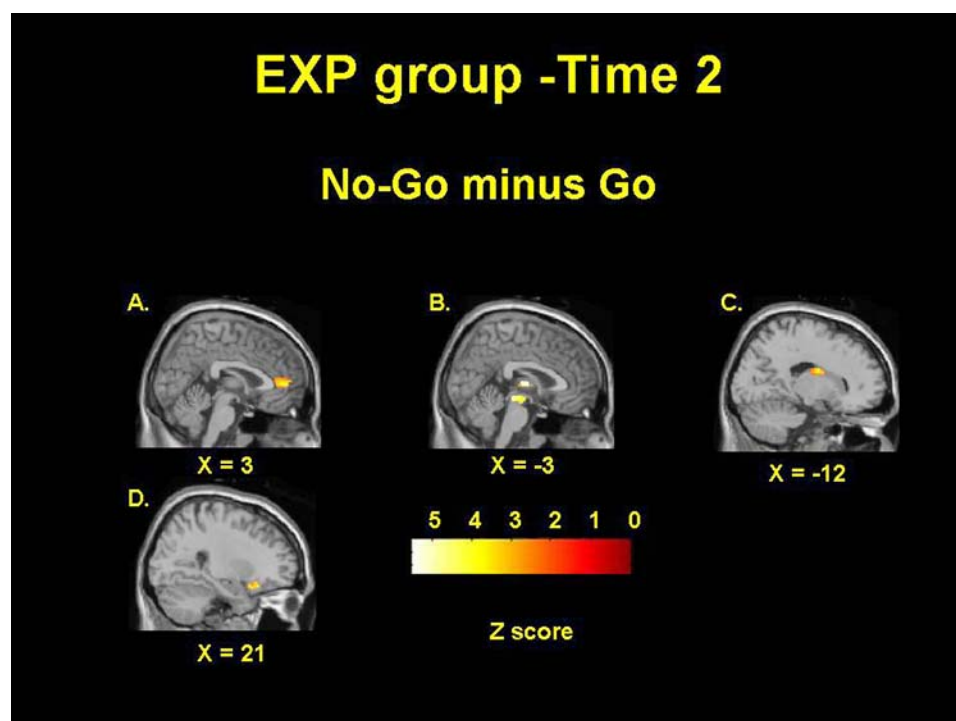 EXP group -Time 2
No-Go minus Go
A.
B.
C.
X = 3
X = -3
X = -12
D.
5 4 3 2 1 0
Z score
X = 21